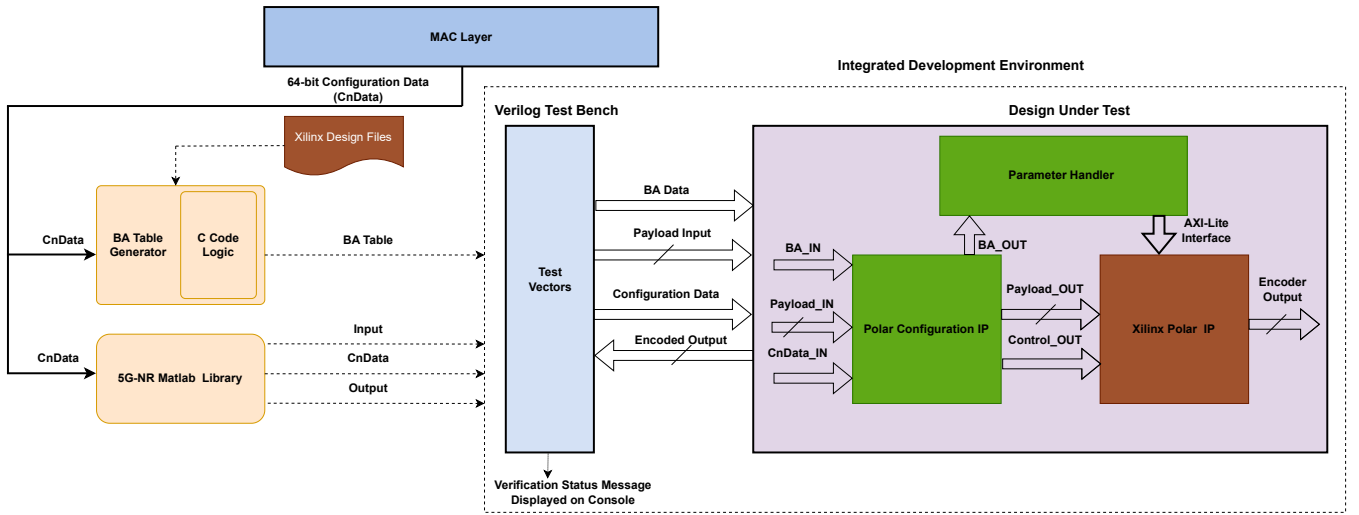 MAC Layer
64-bit Configuration Data
(CnData)
Integrated Development Environment
Xilinx Design Files
Verilog Test Bench
Design Under Test
CnData
BA Table
Generator
C Code
Logic
BA Table
Test
Vectors
BA Data
Payload Input
Configuration Data
Encoded Output
Parameter Handler
BA_OUT
AXI-Lite
Interface
BA_IN
Payload_IN
CnData_IN
Polar Configuration IP
Payload_OUT
Control_OUT
Xilinx Polar IP
Encoder
Output
CnData
5G-NR Matlab Library
Input
CnData
Output
Verification Status Message
Displayed on Console